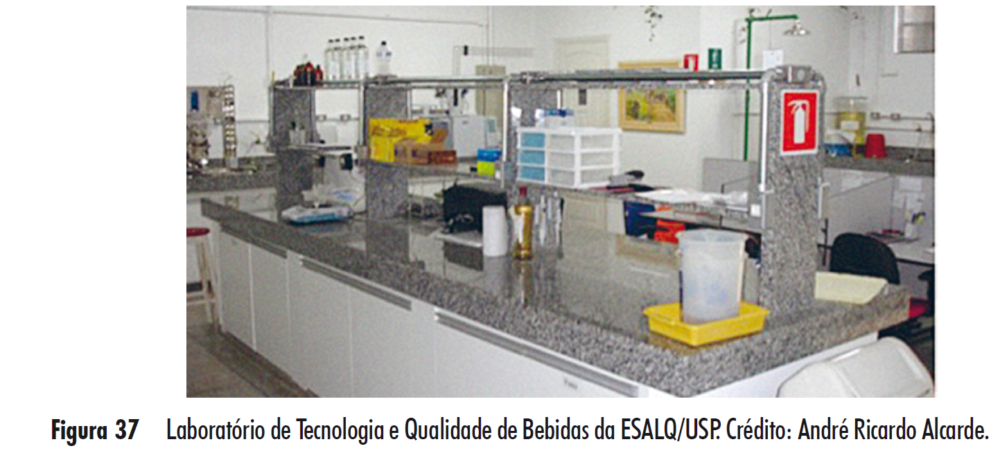 Figura 37 Laboratório de Tecnologia e Qualidade de Bebidas da ESALQ/USP. Crédito: André Ricardo Alcarde.